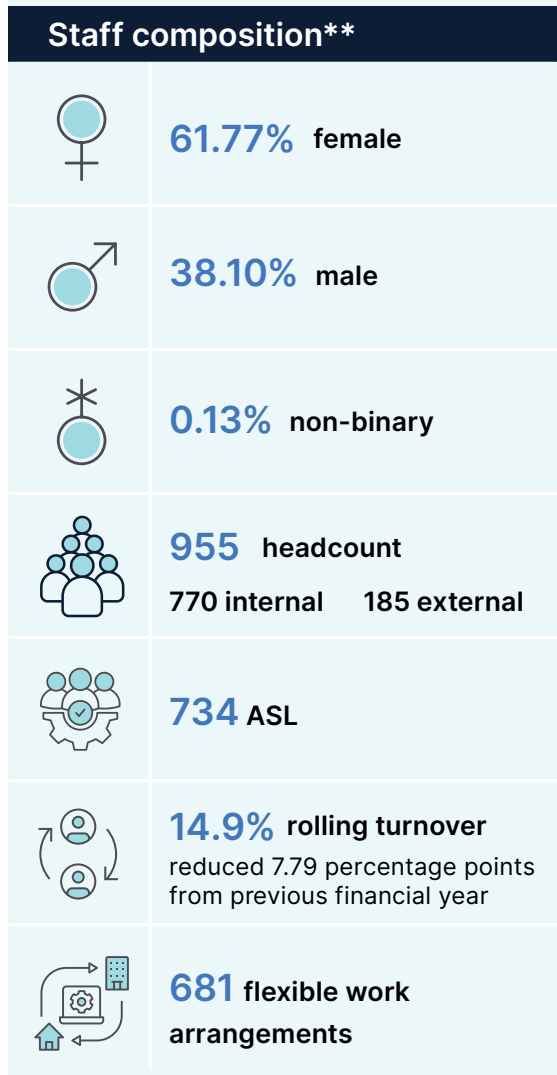 Staff composition**
61.77% female
38.10% male
0.13% non-binary
955 headcount
770 internal 185 external
734 ASL
14.9% rolling turnover
reduced 7.79 percentage points
from previous financial year
681 flexible work
arrangements